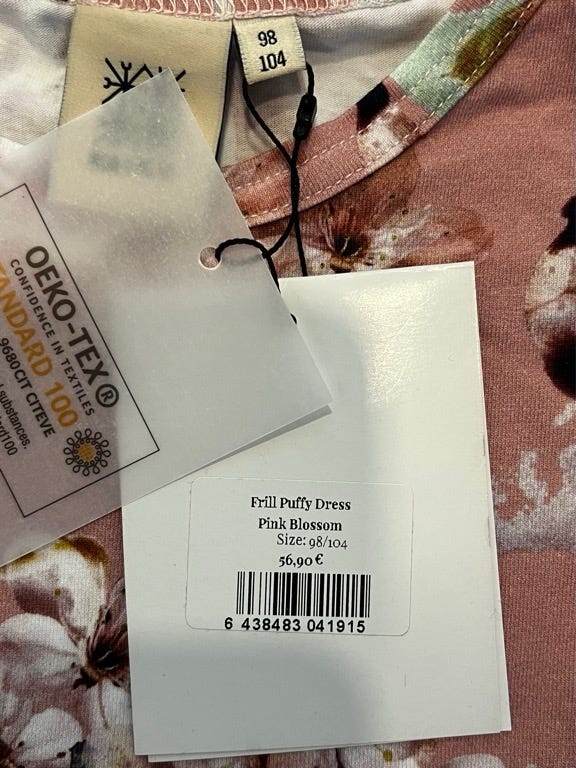 98
104
OEKO-TEX®
CONFIDENCE IN TEXTILES
STANDARD 100
9680CIT CITEVE
substances.
Frill Puffy Dress
Pink Blossom
Size: 98/104
56,90 €
6 438483 041915